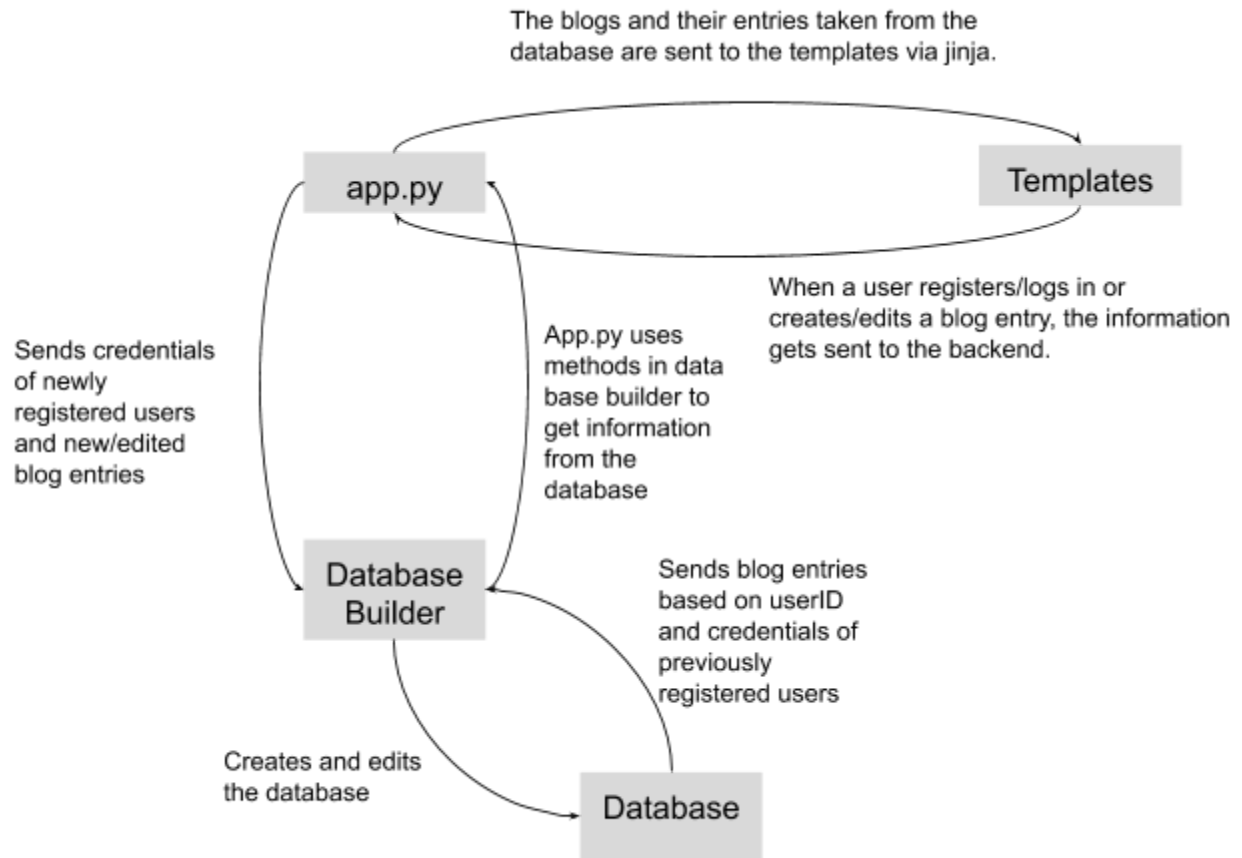 The blogs and their entries taken from the
database are sent to the templates via jinja.
app.py
Templates
When a user registers/logs in or
creates/edits a blog entry, the information
gets sent to the backend.
Sends credentials
of newly
registered users
and new/edited
blog entries
App.py uses
methods in data
base builder to
get information
from the
database
Database
Builder
Sends blog entries
based on userID
and credentials of
previously
registered users
Creates and edits
the database
Database